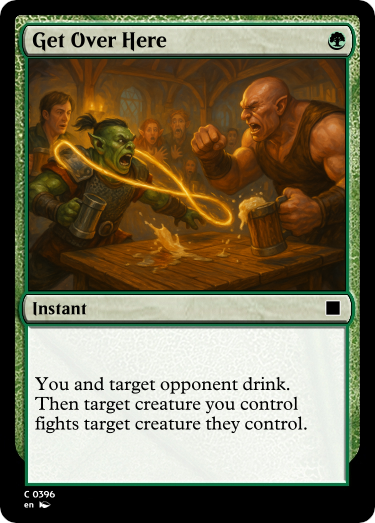 Get Over Here
Instant
You and target opponent drink.
Then target creature you control
fights target creature they control.
C 0396
en